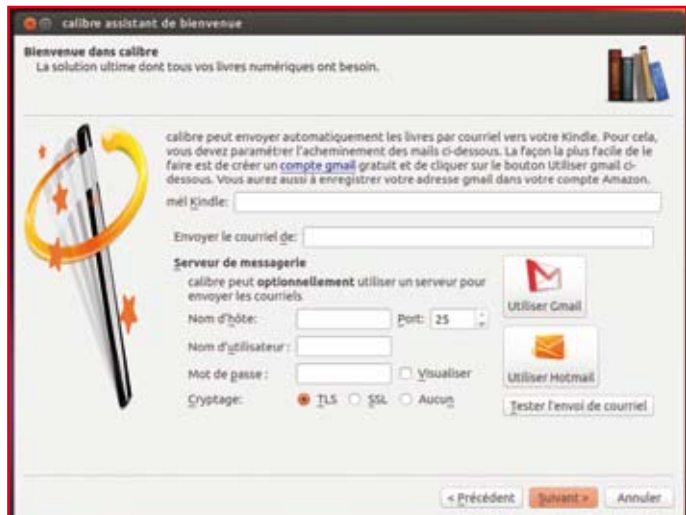 calibre assistant de bienvenue
Bienvenue dans calibre
La solution ultime dont tous vos livres numériques ont besoin.
calibre peut envoyer automatiquement les livres par courriel vers votre Kindle. Pour cela,
vous devez paramétrer l'acheminement des mails ci-dessous. La façon la plus facile de le
faire est de créer un compte gmail gratuit et de cliquer sur le bouton Utiliser gmail ci-
dessous. Vous aurez aussi à enregistrer votre adresse gmail dans votre compte Amazon.
mél Kindle:
Envoyer le courriel de:
Serveur de messagerie
calibre peut optionnellement utiliser un serveur pour
envoyer les courriels
Utiliser Gmail
Nom d'hôte: Port: 25
Nom d'utilisateur :
Mot de passe : Visualiser
Utiliser Hotmail
Cryptage: TLS SSL Aucun
Tester l'envoi de courriel
< Précédent Suivant > Annuler